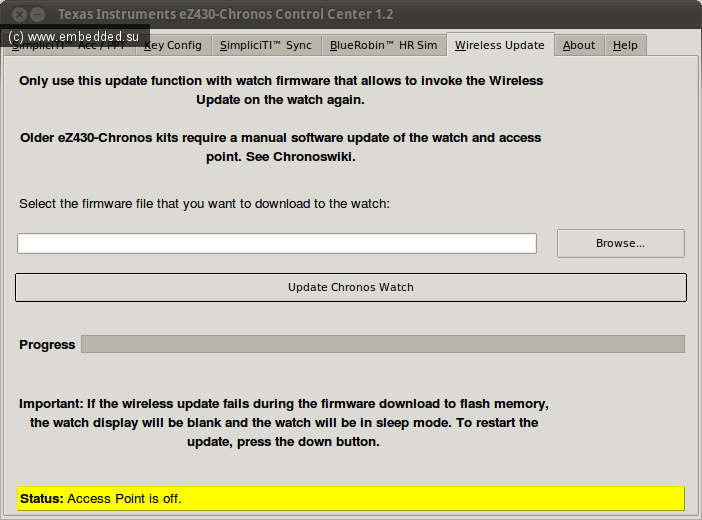 Texas Instruments eZ430-Chronos Control Center 1.2
(c) www.embedded.su
SimpliciTI™ Acc / PPT Key Config SimpliciTI™ Sync BlueRobin™ HR Sim Wireless Update About Help
Only use this update function with watch firmware that allows to invoke the Wireless
Update on the watch again.
Older eZ430-Chronos kits require a manual software update of the watch and access
point. See Chronoswiki.
Select the firmware file that you want to download to the watch:
Browse...
Update Chronos Watch
Progress
Important: If the wireless update fails during the firmware download to flash memory,
the watch display will be blank and the watch will be in sleep mode. To restart the
update, press the down button.
Status: Access Point is off.